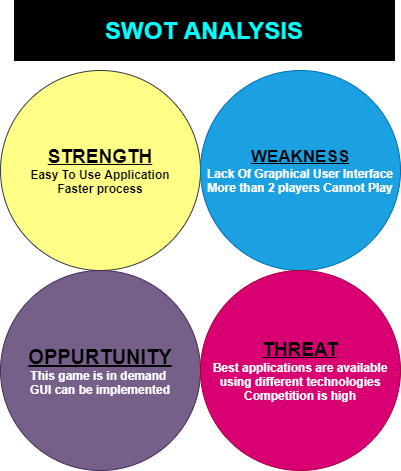 SWOT ANALYSIS
STRENGTH
Easy To Use Application
Faster process
WEAKNESS
Lack Of Graphical User Interface
More than 2 players Cannot Play
OPPURTUNITY
This game is in demand
GUI can be implemented
THREAT
Best applications are available
using different technologies
Competition is high